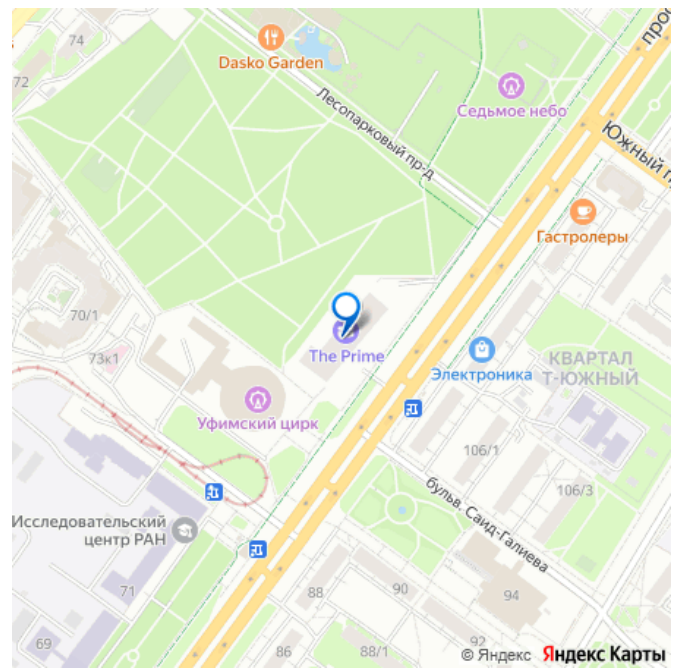 74
72
Dasko Garden
Лесопарковый пр-д
Седьмое небо
Южный п
Гастролеры
70/1
73к1
The Prime
Электроника
КВАРТАЛ
Т-ЮЖНЫЙ
Уфимский цирк
106/1
106/3
бульв. Саид-Галиева
Исследовательский
центр РАН
71
69
88
90
94
86
88/1
92
© Яндекс Яндекс Карты